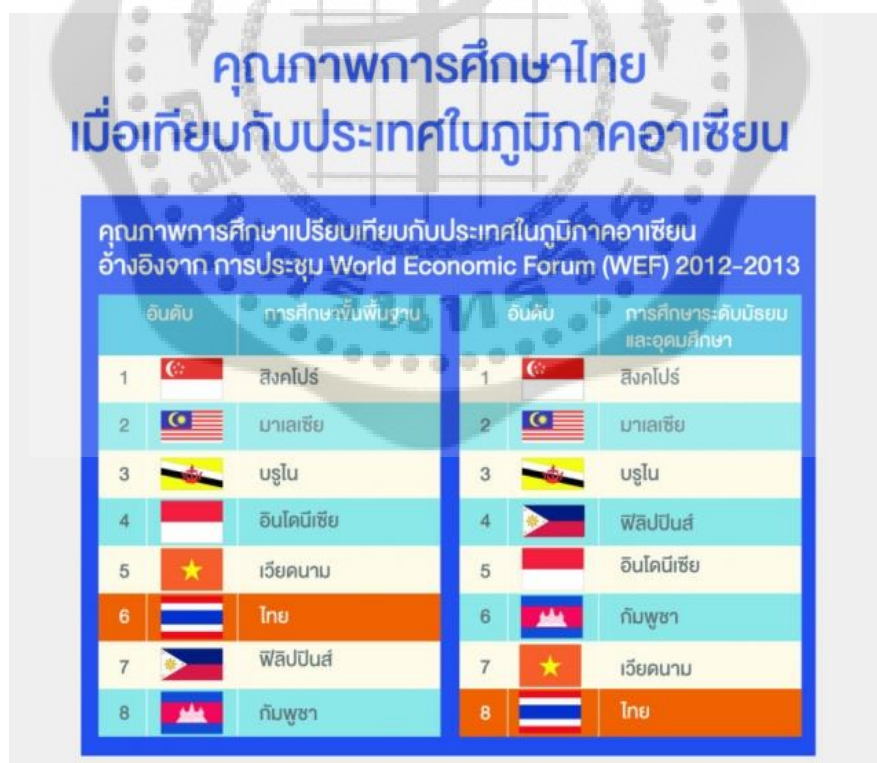 คุณภาพการศึกษาไทย
เมื่อเทียบกับประเทศในภูมิภาคอาเซียน
คุณภาพการศึกษาเปรียบเทียบกับประเทศในภูมิภาคอาเซียน
อ้างอิงจาก การประชุม World Economic Forum (WEF) 2012-2013
อันดับ การศึกษาขั้นพื้นฐาน
1 สิงคโปร์
2 มาเลเซีย
3 บรูไน
4 อินโดนีเซีย
5 เวียดนาม
6 ไทย
7 ฟิลิปปินส์
8 กัมพูชา
อันดับ การศึกษาระดับมัธยม
และอุดมศึกษา
1 สิงคโปร์
2 มาเลเซีย
3 บรูไน
4 ฟิลิปปินส์
5 อินโดนีเซีย
6 กัมพูชา
7 เวียดนาม
8 ไทย